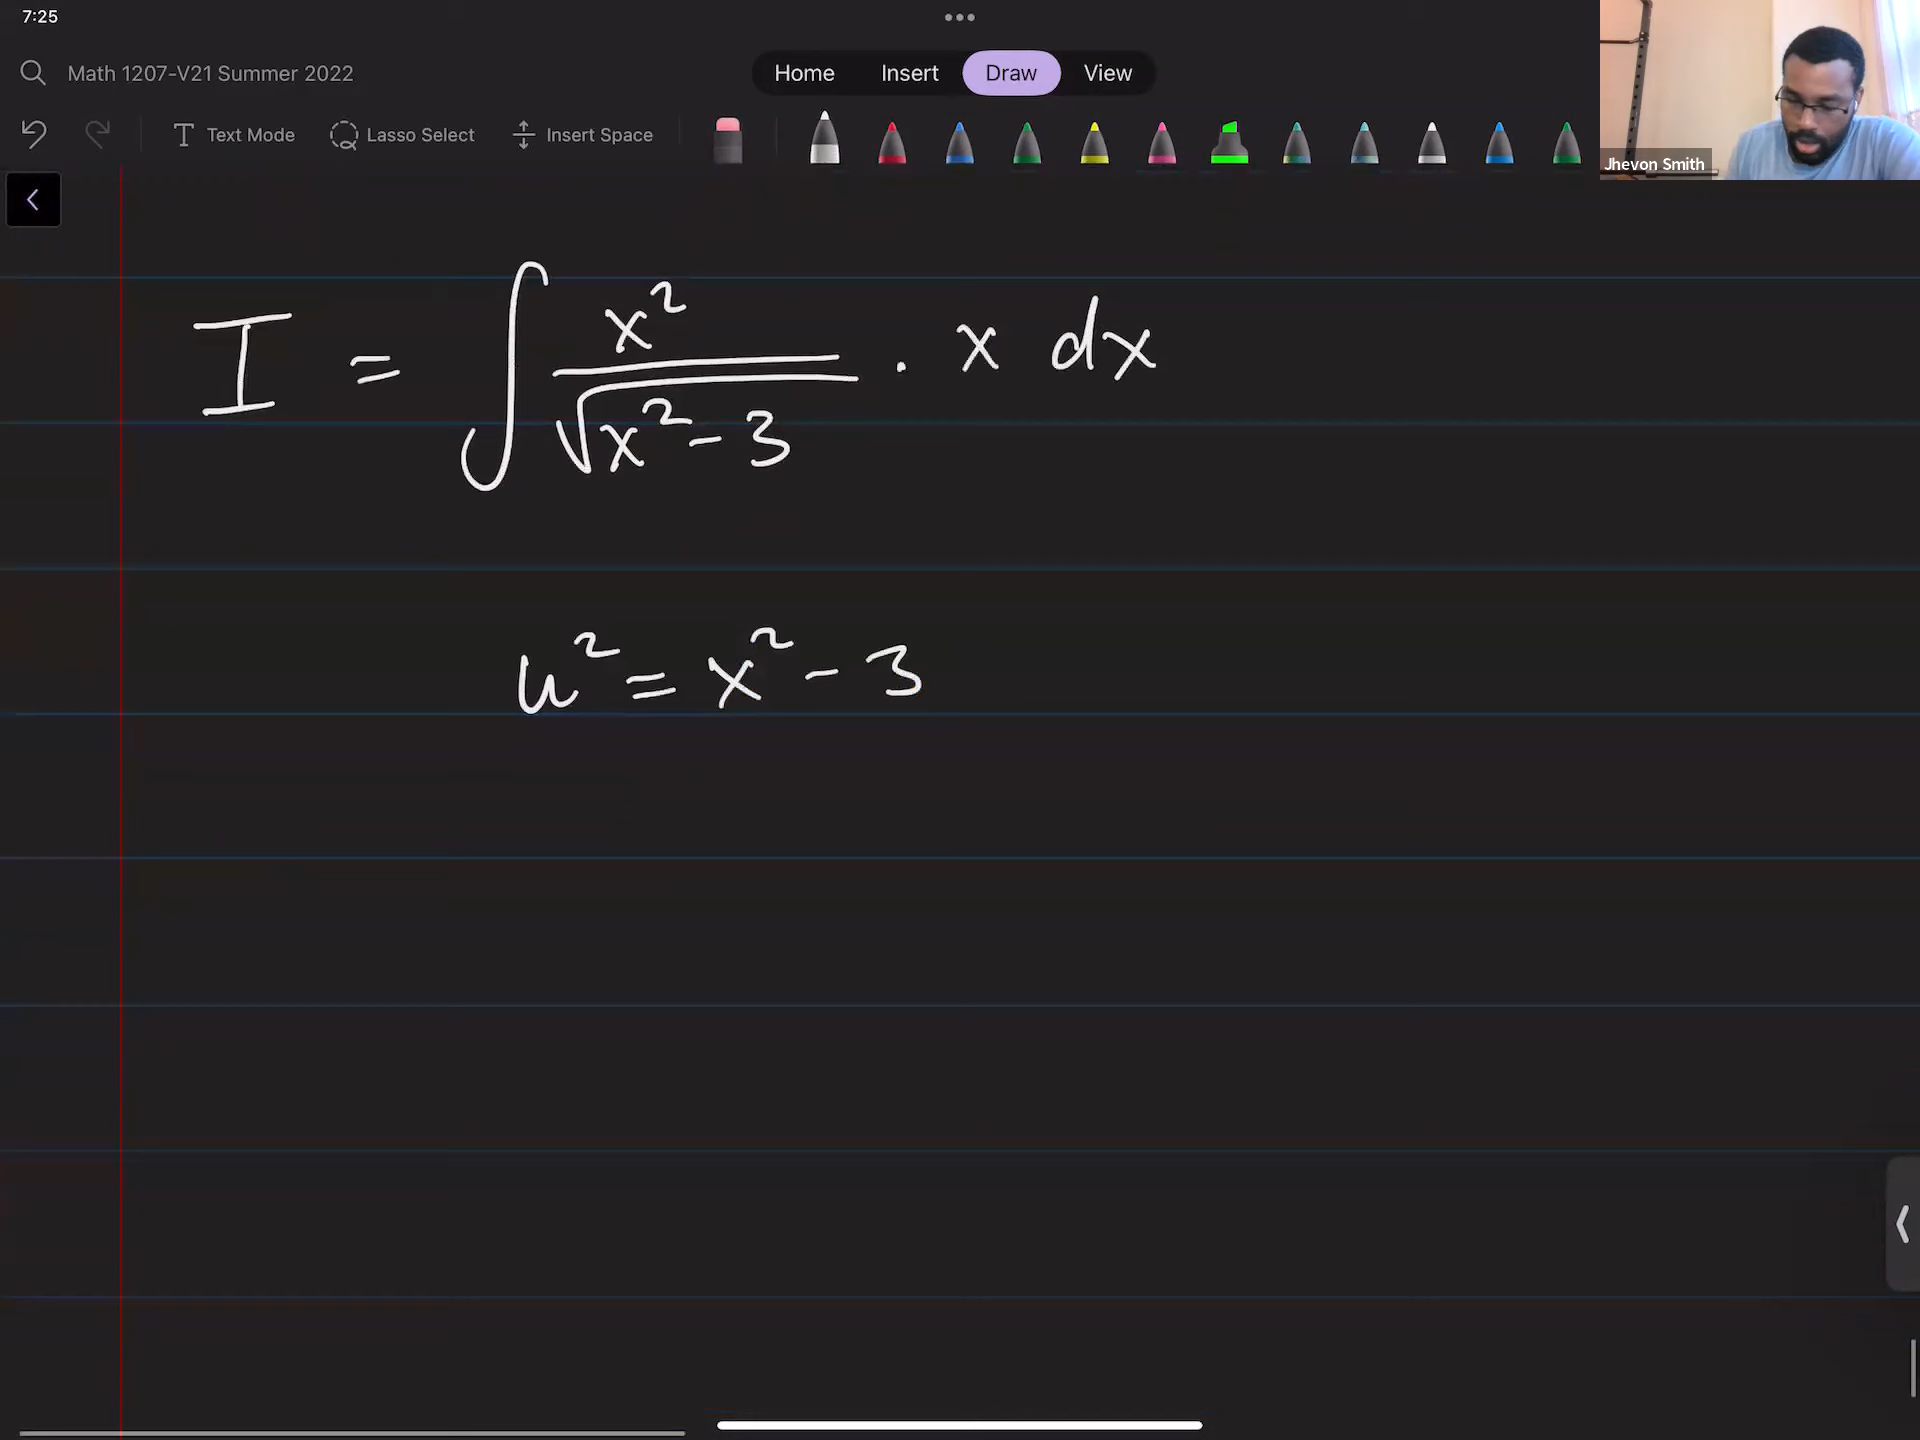 7:25
Math 1207-V21 Summer 2022
Home Insert Draw View
Text Mode Lasso Select Insert Space
Jhevon Smith
I = ∫ x² / √(x² - 3) · x dx
u² = x² - 3